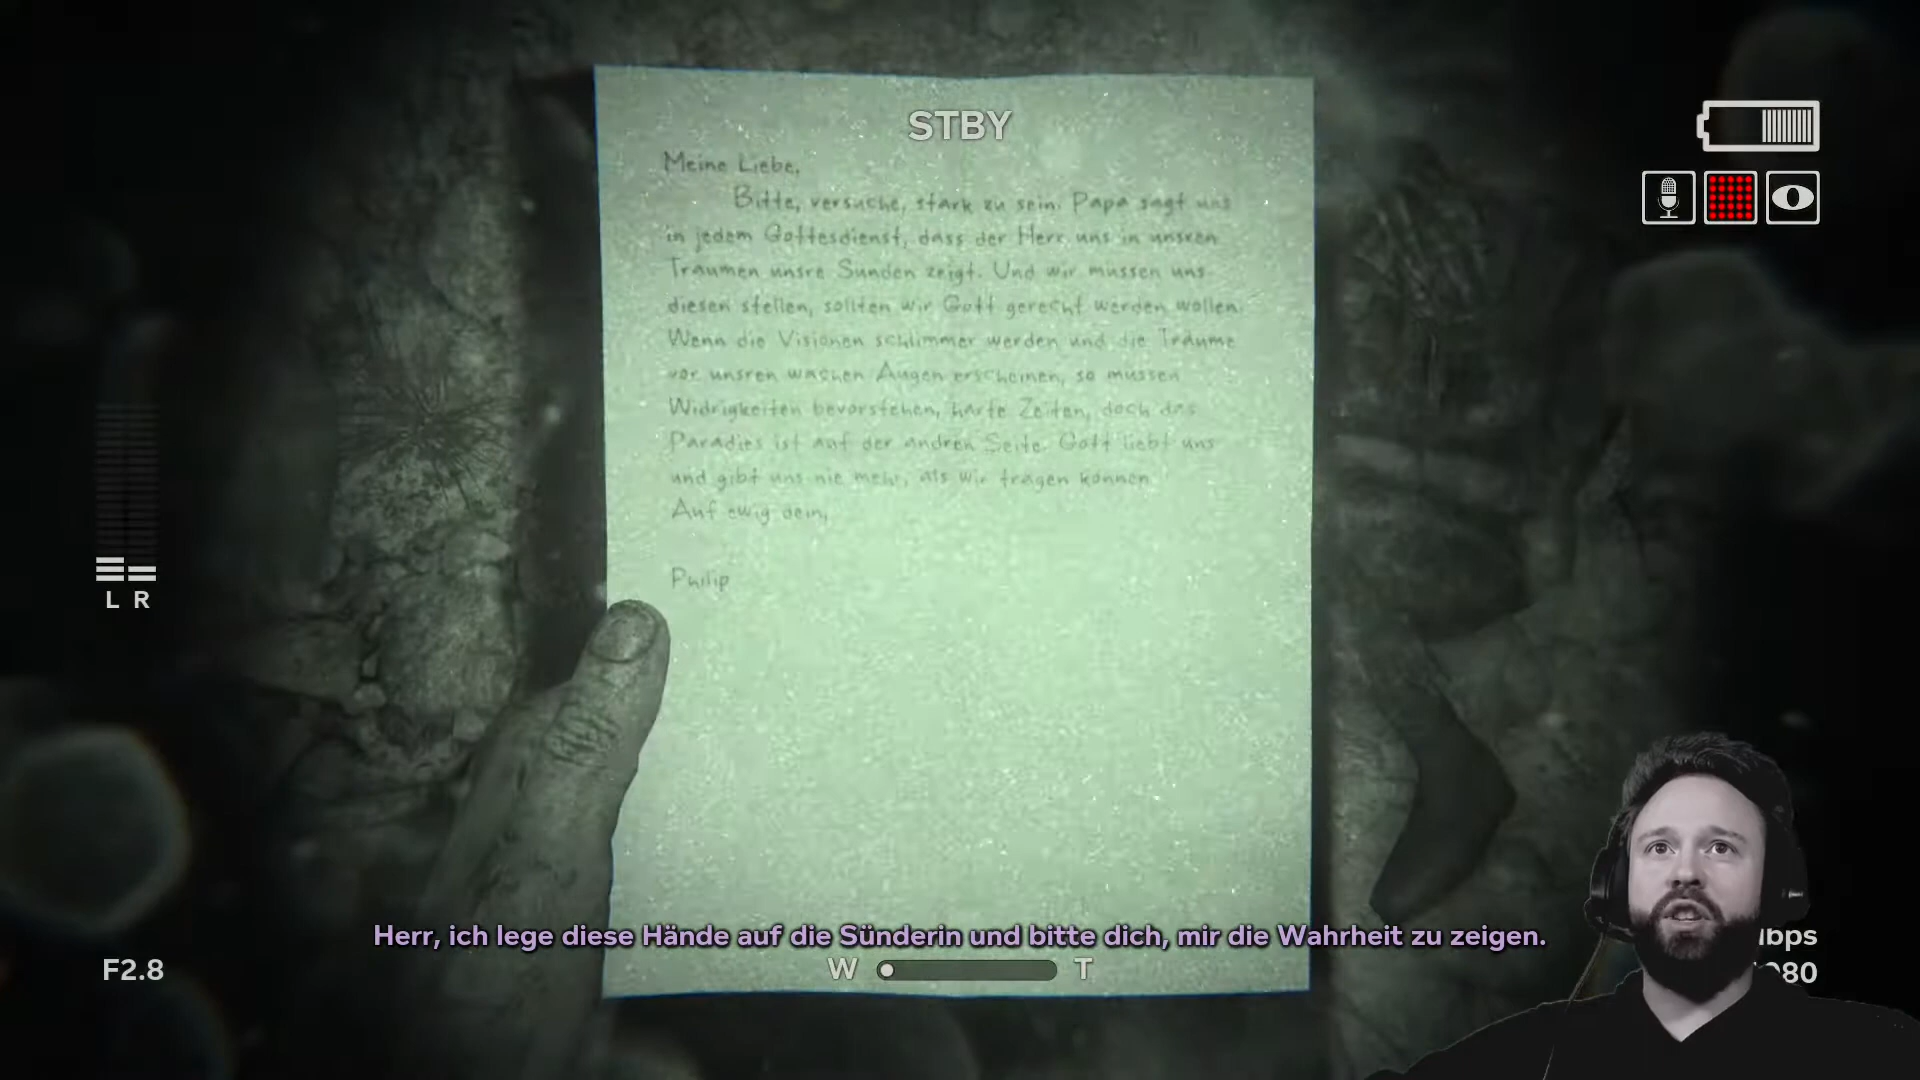 STBY
Meine Liebe,
Bitte, versuche, stark zu sein. Papa sagt uns
in jedem Gottesdienst, dass der Herr uns in unsren
Träumen unsre Sünden zeigt. Und wir müssen uns
diesen stellen, sollten wir Gott gerecht werden wollen.
Wenn die Visionen schlimmer werden und die Träume
vor unsren wachen Augen erscheinen, so müssen
Widrigkeiten bevorstehen, harte Zeiten, doch das
Paradies ist auf der andren Seite. Gott liebt uns
und gibt uns nie mehr, als wir tragen können
Auf ewig dein,
Philip
L R
Herr, ich lege diese Hände auf die Sünderin und bitte dich, mir die Wahrheit zu zeigen.
F2.8
W T